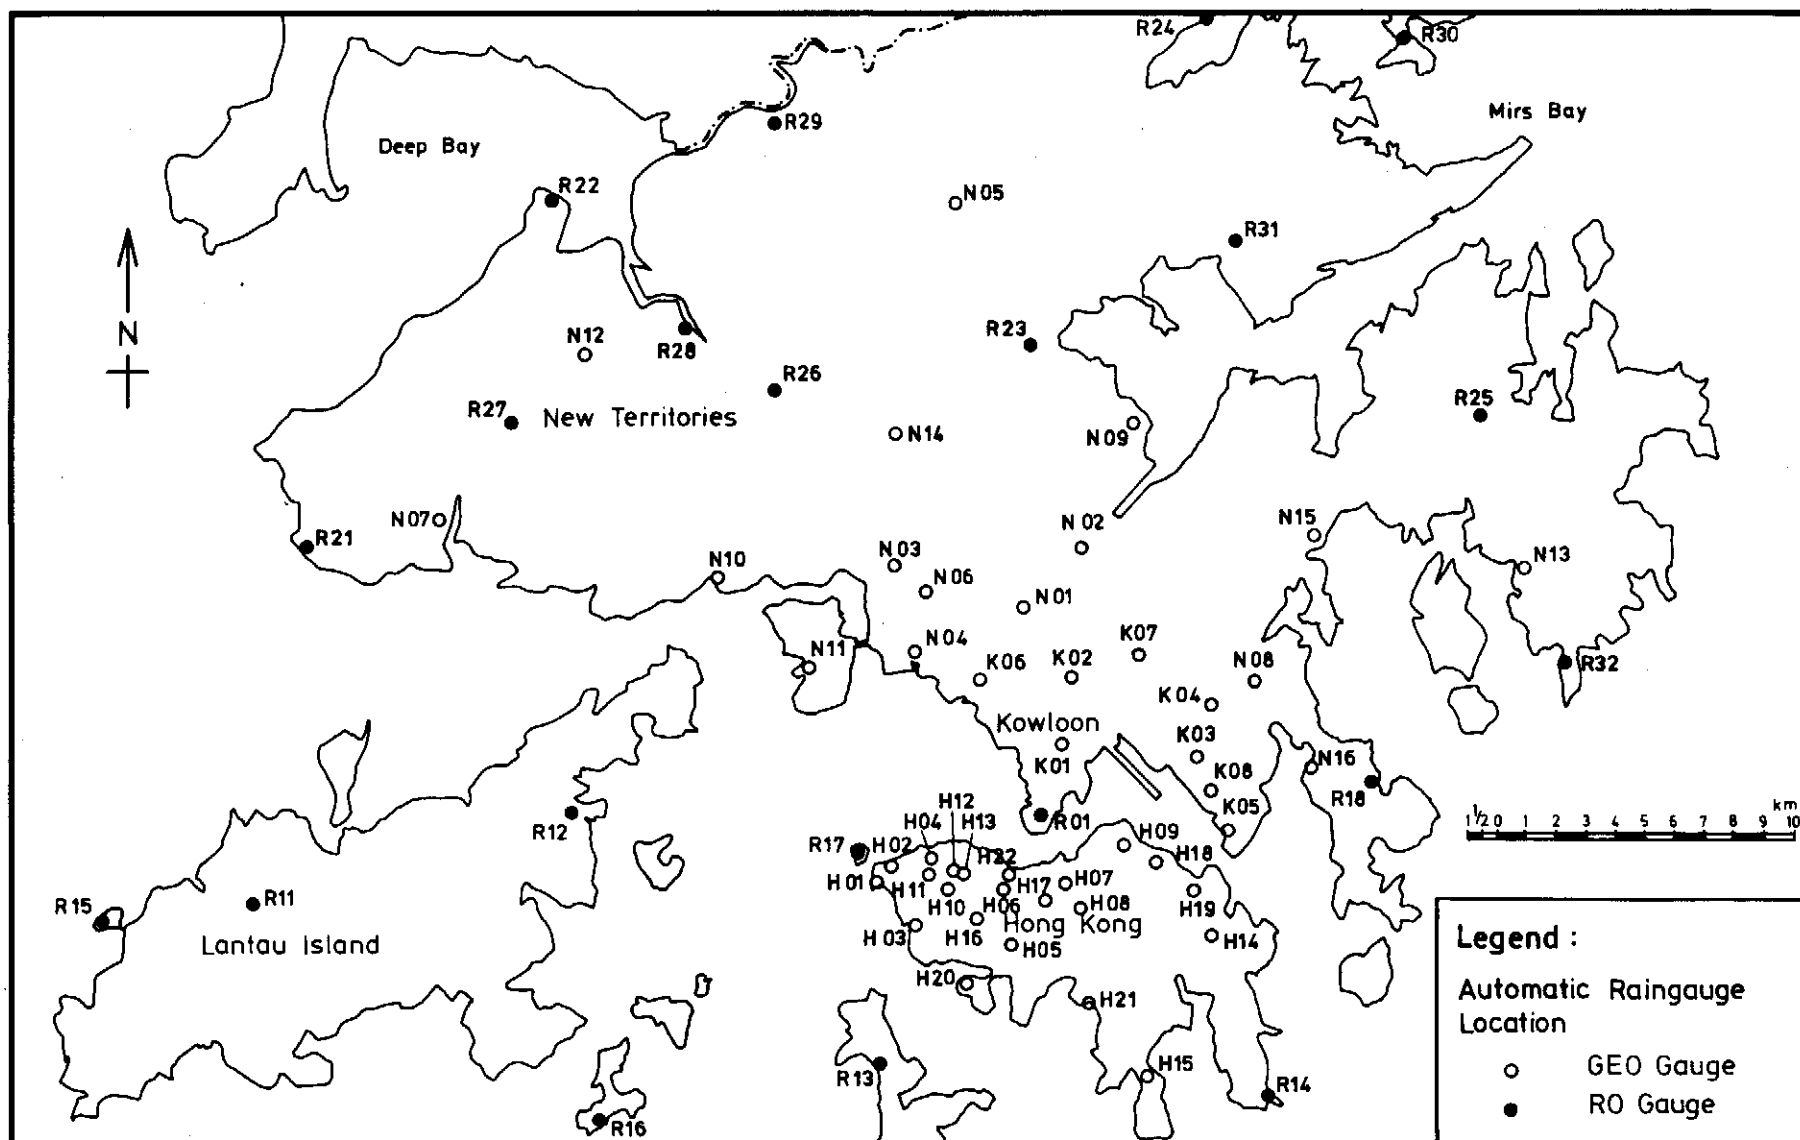 R24
R30
Mirs Bay
R29
Deep Bay
R22
N05
R31
N
N12
R28
R23
R26
R27
New Territories
R25
N14
N09
N07
R21
N02
N15
N03
N10
N06
N13
N01
N11
N04
K07
K06
K02
N08
R32
K04
Kowloon
K03
N16
K01
K08
R18
H12
K05
R12
H04
H13
R01
km
1 1/2 0 1 2 3 4 5 6 7 8 9 10
R17
H02
H09
H22
H18
H01
H11
H17
H07
R15
R11
H10
H06
H08
H19
Lantau Island
H03
H16
Hong Kong
H14
H05
H20
H21
R13
H15
R14
R16
Legend :
Automatic Raingauge
Location
GEO Gauge
RO Gauge